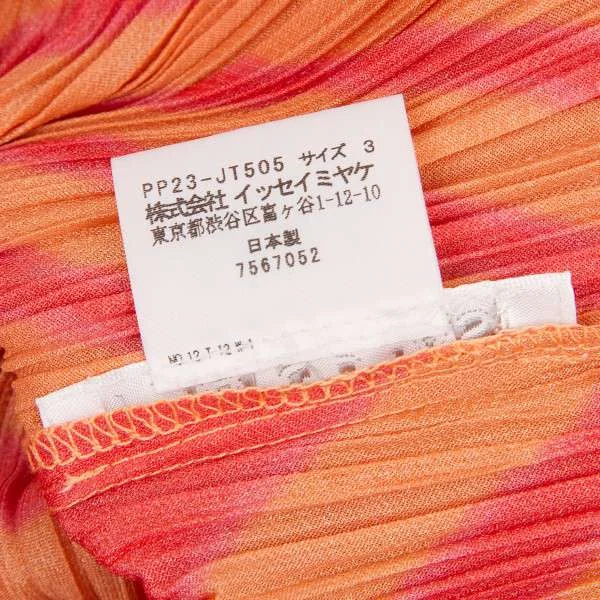 PP23-JT505 サイズ 3
株式会社 イッセイミヤケ
東京都渋谷区富ヶ谷1-12-10
日本製
7567052